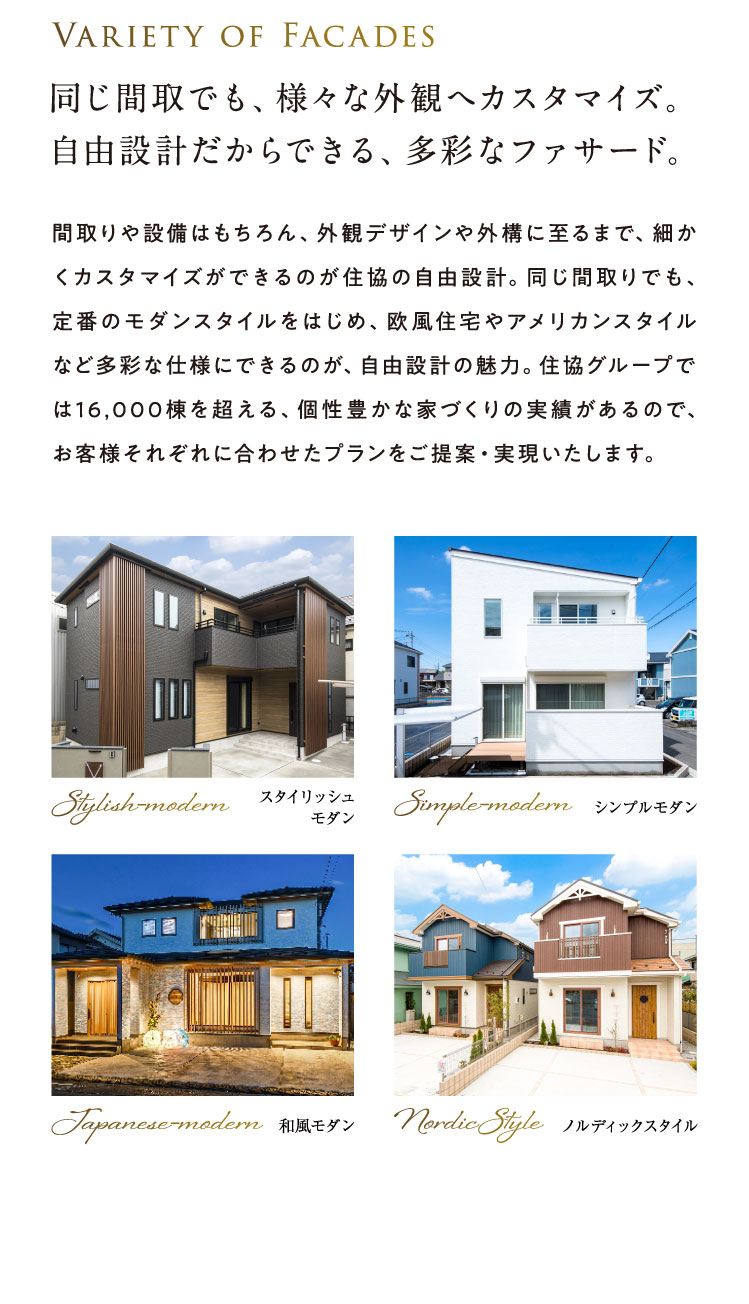 VARIETY OF FACADES
同じ間取でも、様々な外観へカスタマイズ。
自由設計だからできる、多彩なファサード。
間取りや設備はもちろん、外観デザインや外構に至るまで、細か
くカスタマイズができるのが住協の自由設計。同じ間取りでも、
定番のモダンスタイルをはじめ、欧風住宅やアメリカンスタイル
など多彩な仕様にできるのが、自由設計の魅力。住協グループで
は16,000棟を超える、個性豊かな家づくりの実績があるので、
お客様それぞれに合わせたプランをご提案・実現いたします。
Stylish-modern スタイリッシュ
モダン
Simple-modern シンプルモダン
Japanese-modern 和風モダン
Nordic Style ノルディックスタイル